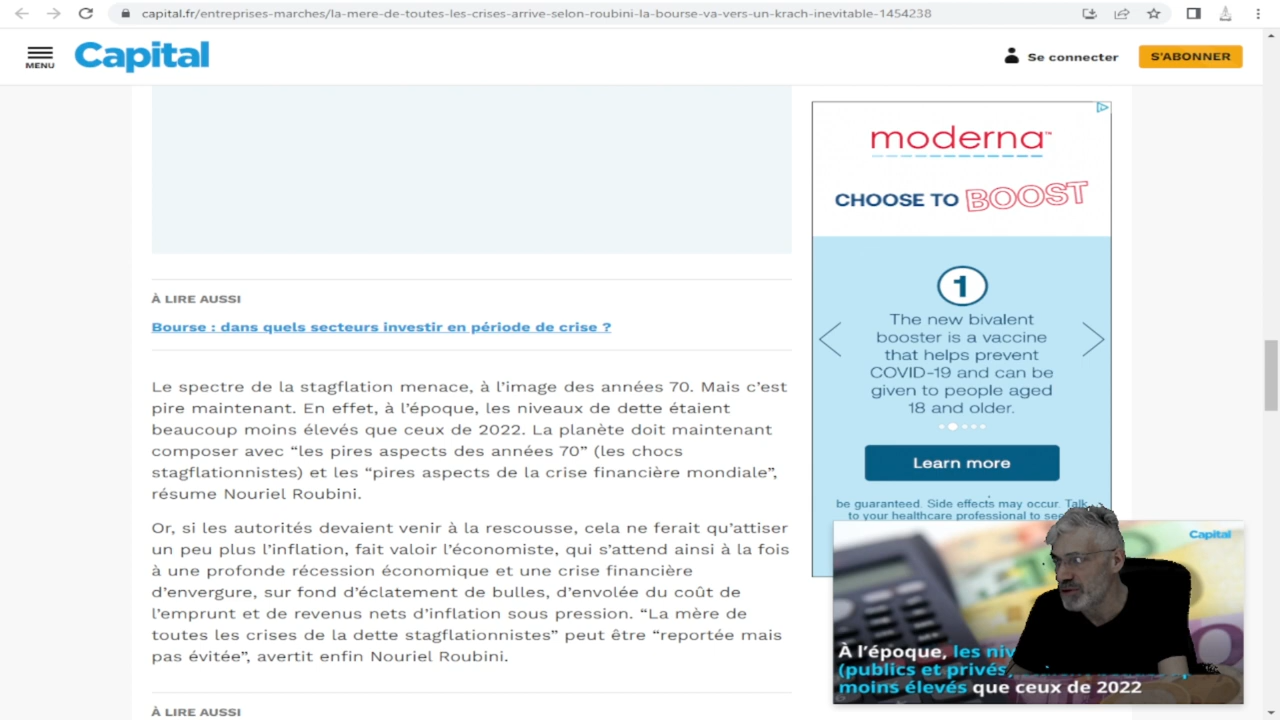 capital.fr/entreprises-marches/la-mere-de-toutes-les-crises-arrive-selon-roubini-la-bourse-va-vers-un-krach-inevitable-1454238
MENU
Capital
Se connecter
S'ABONNER
À LIRE AUSSI
Bourse : dans quels secteurs investir en période de crise ?
Le spectre de la stagflation menace, à l’image des années 70. Mais c’est
pire maintenant. En effet, à l’époque, les niveaux de dette étaient
beaucoup moins élevés que ceux de 2022. La planète doit maintenant
composer avec “les pires aspects des années 70” (les chocs
stagflationnistes) et les “pires aspects de la crise financière mondiale”,
résume Nouriel Roubini.
Or, si les autorités devaient venir à la rescousse, cela ne ferait qu’attiser
un peu plus l’inflation, fait valoir l’économiste, qui s’attend ainsi à la fois
à une profonde récession économique et une crise financière
d’envergure, sur fond d’éclatement de bulles, d’envolée du coût de
l’emprunt et de revenus nets d’inflation sous pression. “La mère de
toutes les crises de la dette stagflationnistes” peut être “reportée mais
pas évitée”, avertit enfin Nouriel Roubini.
À LIRE AUSSI
moderna™
CHOOSE TO BOOST
1
The new bivalent
booster is a vaccine
that helps prevent
COVID-19 and can be
given to people aged
18 and older.
Learn more
be guaranteed. Side effects may occur. Talk
to your healthcare professional to see
Capital
À l’époque, les
(publics et privés,
moins élevés que ceux de 2022